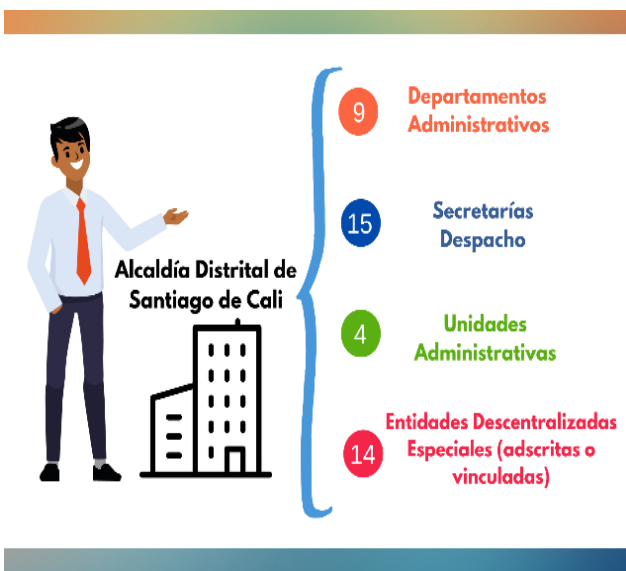 Alcaldía Distrital de
Santiago de Cali
9
Departamentos
Administrativos
15
Secretarías
Despacho
4
Unidades
Administrativas
14
Entidades Descentralizadas
Especiales (adscritas o
vinculadas)